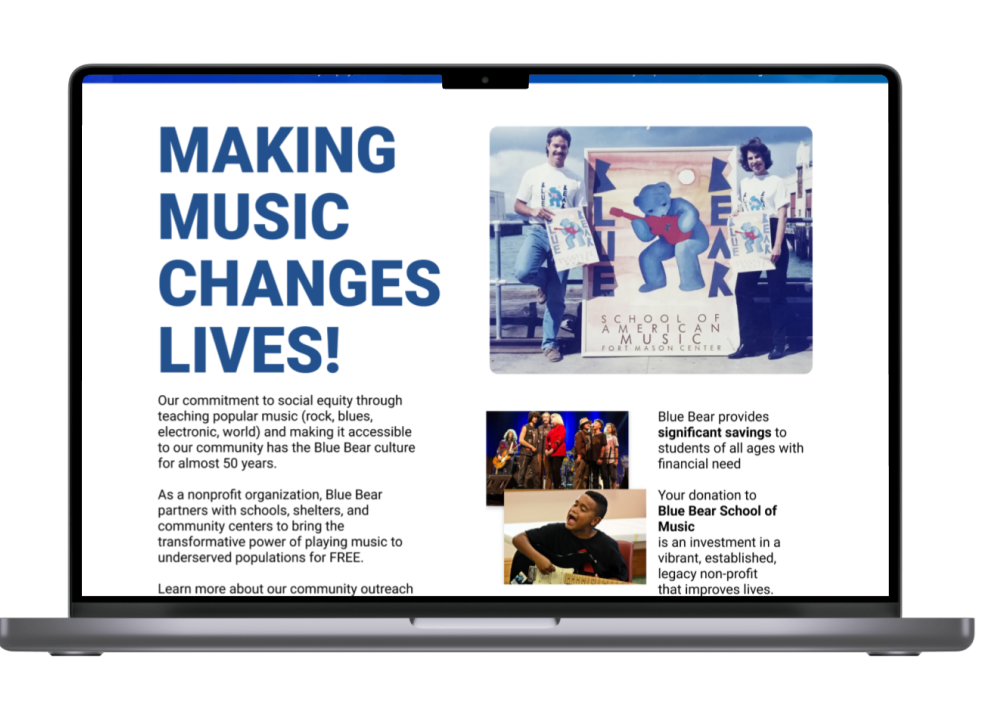 MAKING
MUSIC
CHANGES
LIVES!
Our commitment to social equity through
teaching popular music (rock, blues,
electronic, world) and making it accessible
to our community has the Blue Bear culture
for almost 50 years.
As a nonprofit organization, Blue Bear
partners with schools, shelters, and
community centers to bring the
transformative power of playing music to
underserved populations for FREE.
Learn more about our community outreach
BLUE
BEAR
SCHOOL OF
AMERICAN
MUSIC
FORT MASON CENTER
Blue Bear provides
significant savings to
students of all ages with
financial need
Your donation to
Blue Bear School of
Music
is an investment in a
vibrant, established,
legacy non-profit
that improves lives.